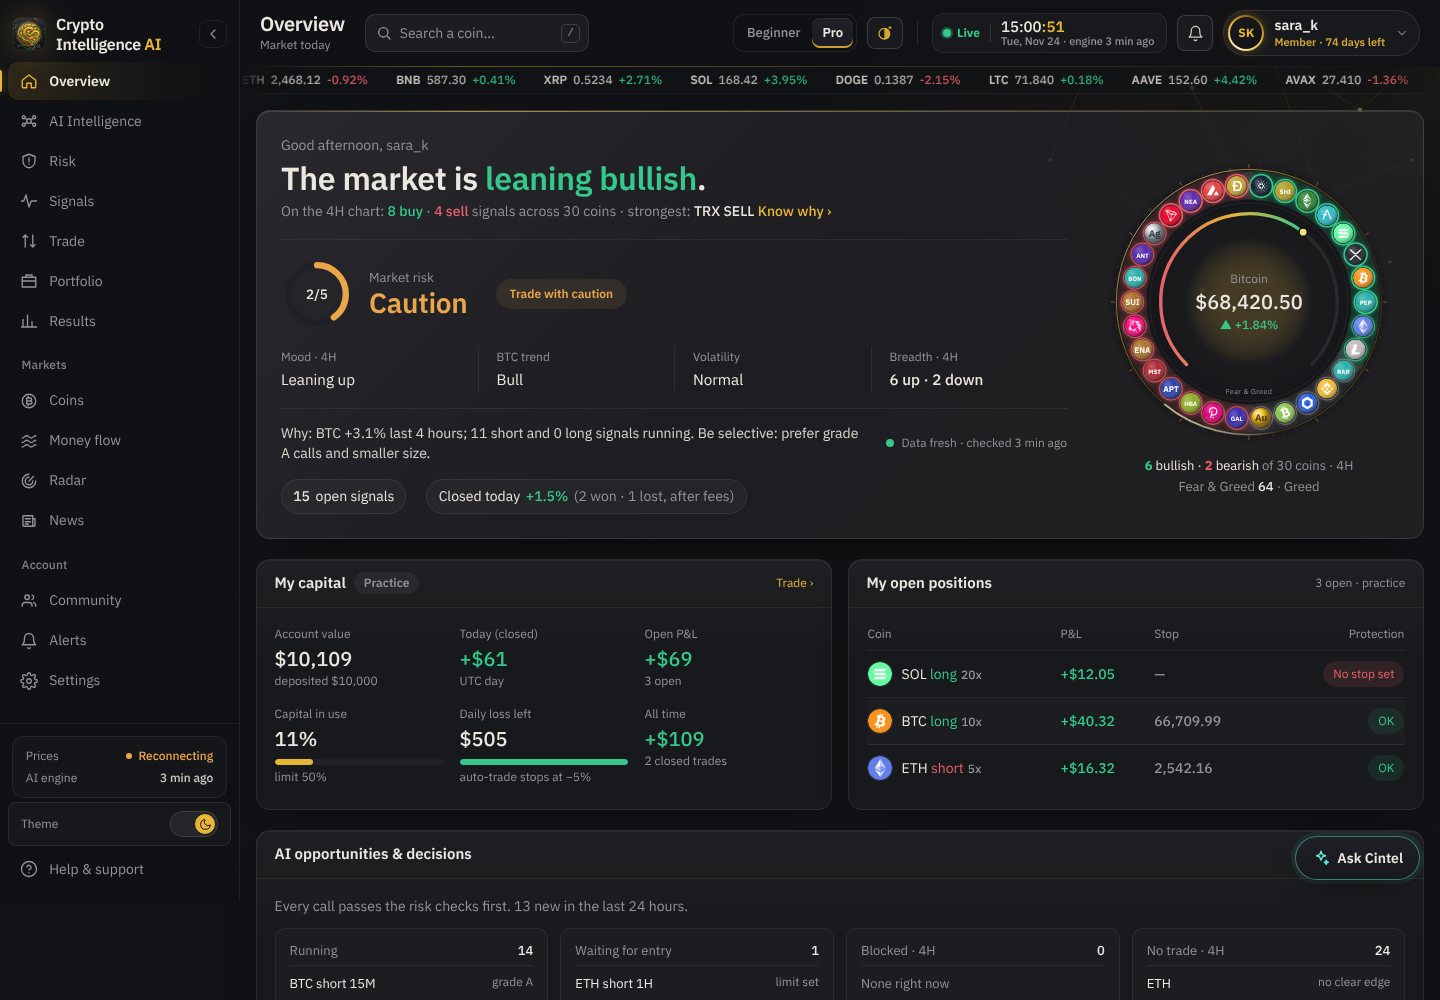 Crypto
Intelligence AI
Overview
Market today
Search a coin...
/
Beginner
Pro
Live
15:00:51
Tue, Nov 24 · engine 3 min ago
SK
sara_k
Member · 74 days left
ETH 2,468.12 -0.92%
BNB 587.30 +0.41%
XRP 0.5234 +2.71%
SOL 168.42 +3.95%
DOGE 0.1387 -2.15%
LTC 71.840 +0.18%
AAVE 152.60 +4.42%
AVAX 27.410 -1.36%
Overview
AI Intelligence
Risk
Signals
Trade
Portfolio
Results
Markets
Coins
Money flow
Radar
News
Account
Community
Alerts
Settings
Prices
Reconnecting
AI engine
3 min ago
Theme
Help & support
Good afternoon, sara_k
The market is leaning bullish.
On the 4H chart: 8 buy · 4 sell signals across 30 coins · strongest: TRX SELL Know why ›
2/5
Market risk
Caution
Trade with caution
Mood · 4H
Leaning up
BTC trend
Bull
Volatility
Normal
Breadth · 4H
6 up · 2 down
Why: BTC +3.1% last 4 hours; 11 short and 0 long signals running. Be selective: prefer grade
A calls and smaller size.
Data fresh · checked 3 min ago
15 open signals
Closed today +1.5% (2 won · 1 lost, after fees)
SHI
PEP
RAR
Au
GAL
HBA
APT
MST
ENA
SUI
BON
ANT
Ag
NEA
Bitcoin
$68,420.50
▲ +1.84%
Fear & Greed
6 bullish · 2 bearish of 30 coins · 4H
Fear & Greed 64 · Greed
My capital
Practice
Trade ›
Account value
$10,109
deposited $10,000
Today (closed)
+$61
UTC day
Open P&L
+$69
3 open
Capital in use
11%
limit 50%
Daily loss left
$505
auto-trade stops at −5%
All time
+$109
2 closed trades
My open positions
3 open · practice
Coin
P&L
Stop
Protection
SOL long 20x
+$12.05
—
No stop set
BTC long 10x
+$40.32
66,709.99
OK
ETH short 5x
+$16.32
2,542.16
OK
AI opportunities & decisions
Ask Cintel
Every call passes the risk checks first. 13 new in the last 24 hours.
Running
14
BTC short 15M
grade A
Waiting for entry
1
ETH short 1H
limit set
Blocked · 4H
0
None right now
No trade · 4H
24
ETH
no clear edge